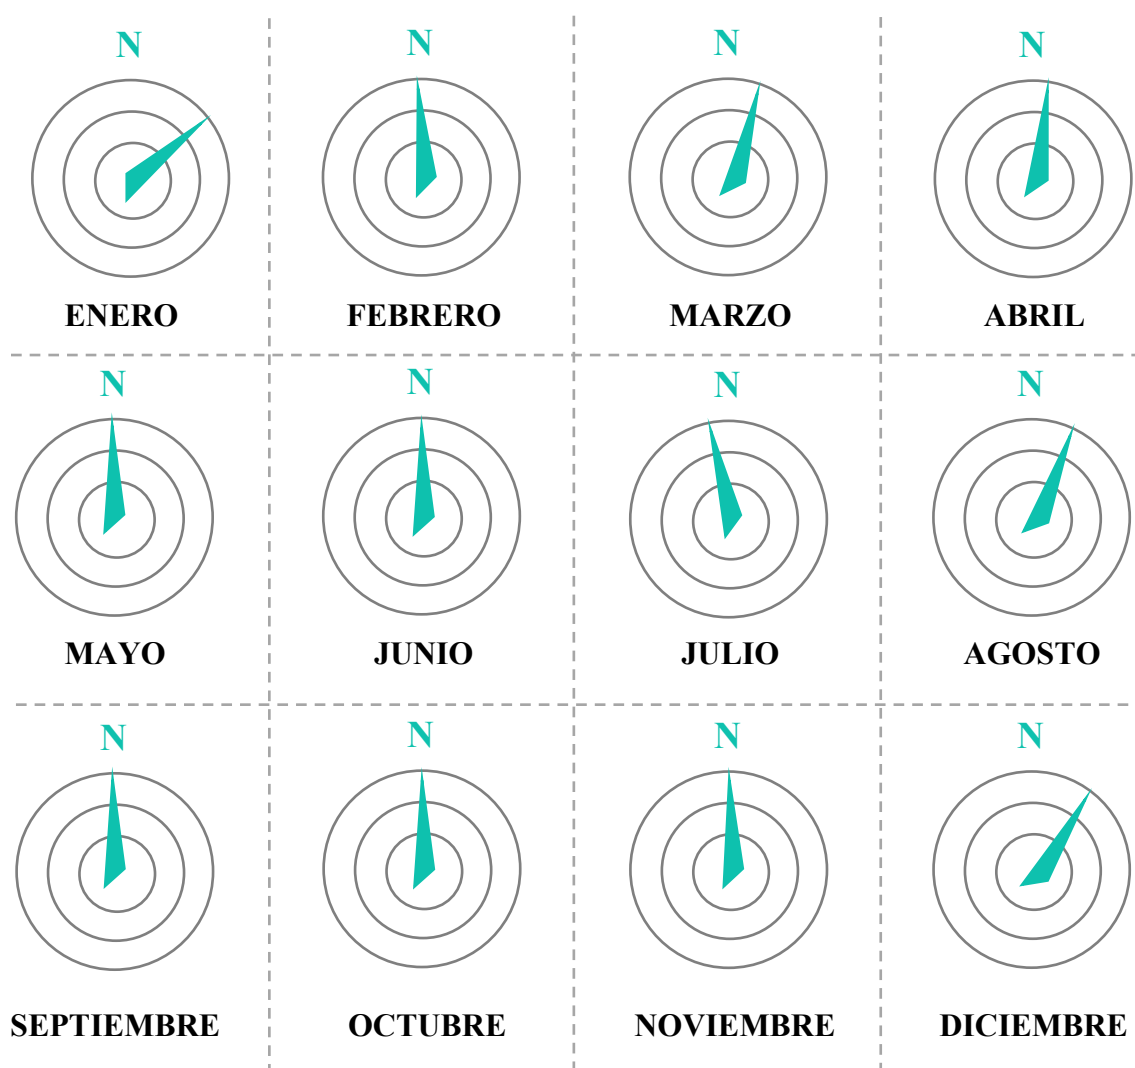 N N N N
ENERO FEBRERO MARZO ABRIL
N N N N
MAYO JUNIO JULIO AGOSTO
N N N N
SEPTIEMBRE OCTUBRE NOVIEMBRE DICIEMBRE